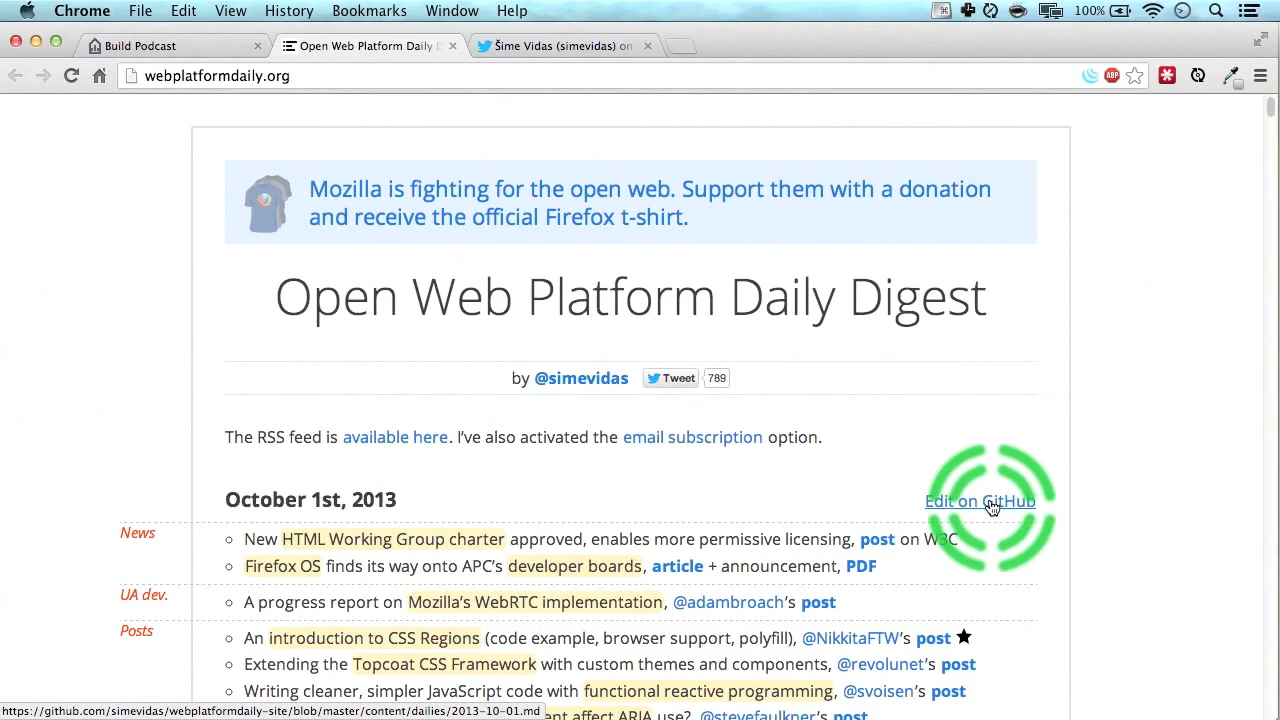 Chrome File Edit View History Bookmarks Window Help 100%
Build Podcast
Open Web Platform Daily D
Šime Vidas (simevidas) on
webplatformdaily.org
ABP
Mozilla is fighting for the open web. Support them with a donation
and receive the official Firefox t-shirt.
Open Web Platform Daily Digest
by @simevidas Tweet 789
The RSS feed is available here. I've also activated the email subscription option.
October 1st, 2013 Edit on GitHub
News
New HTML Working Group charter approved, enables more permissive licensing, post on W3C
Firefox OS finds its way onto APC's developer boards, article + announcement, PDF
UA dev.
A progress report on Mozilla's WebRTC implementation, @adambroach's post
Posts
An introduction to CSS Regions (code example, browser support, polyfill), @NikkitaFTW's post ★
Extending the Topcoat CSS Framework with custom themes and components, @revolunet's post
Writing cleaner, simpler JavaScript code with functional reactive programming, @svoisen's post
nt affect ARIA use?, @stevefaulkner's post
https://github.com/simevidas/webplatformdaily-site/blob/master/content/dailies/2013-10-01.md